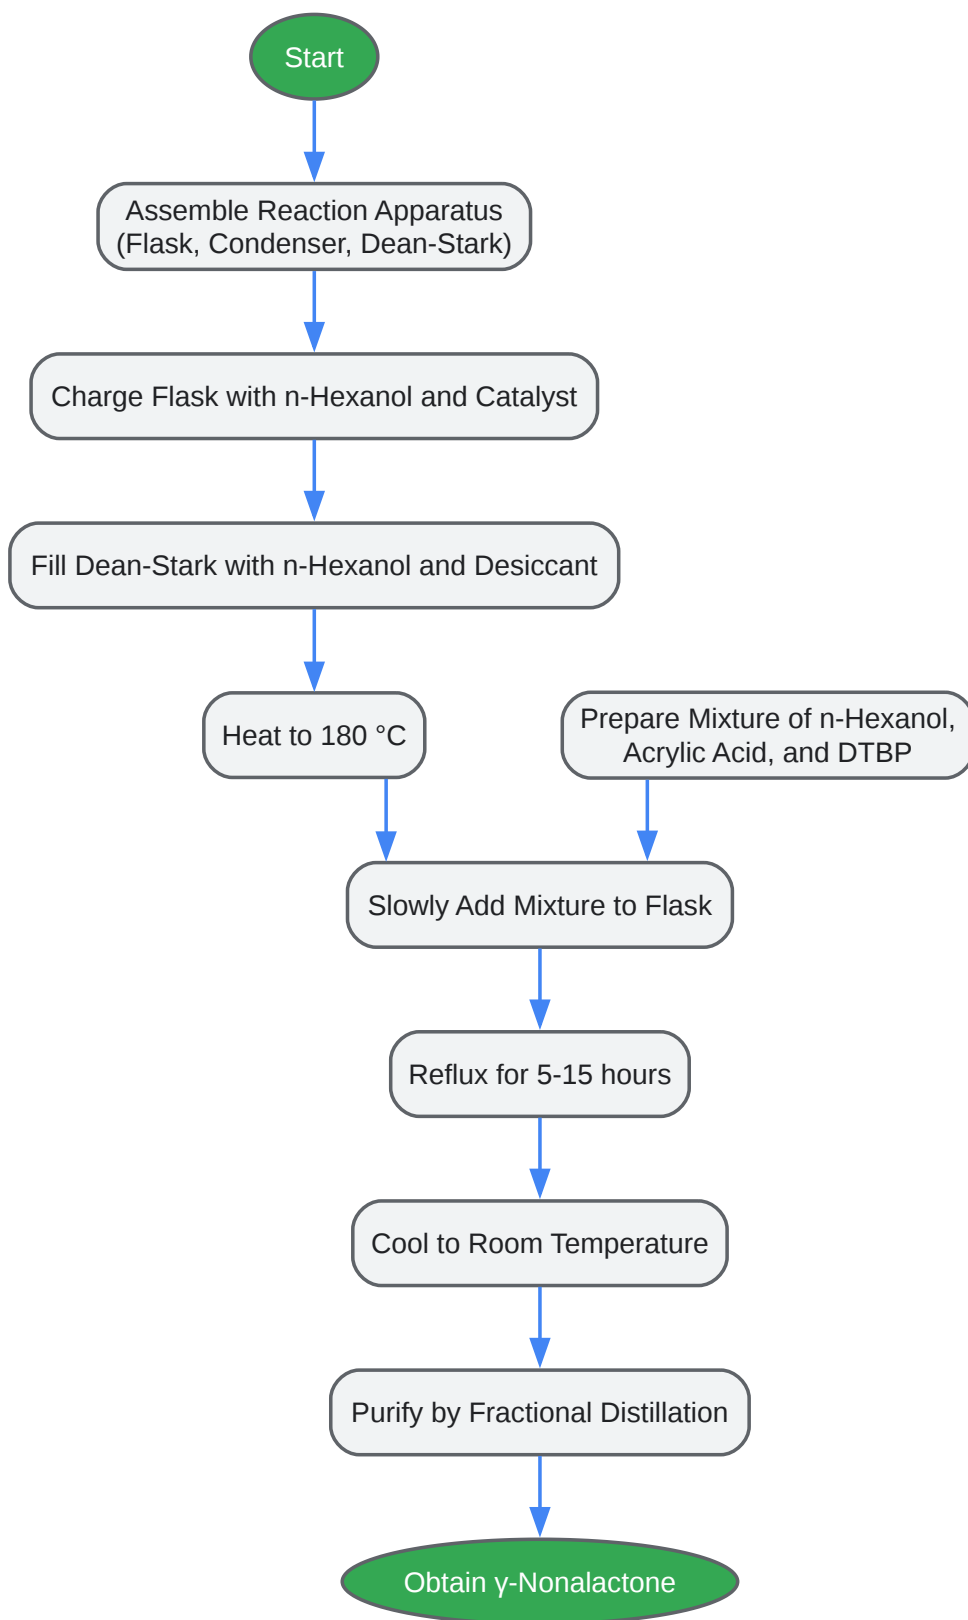 Start
Assemble Reaction Apparatus
(Flask, Condenser, Dean-Stark)
Charge Flask with n-Hexanol and Catalyst
Fill Dean-Stark with n-Hexanol and Desiccant
Heat to 180 °C
Prepare Mixture of n-Hexanol,
Acrylic Acid, and DTBP
Slowly Add Mixture to Flask
Reflux for 5-15 hours
Cool to Room Temperature
Purify by Fractional Distillation
Obtain γ-Nonalactone